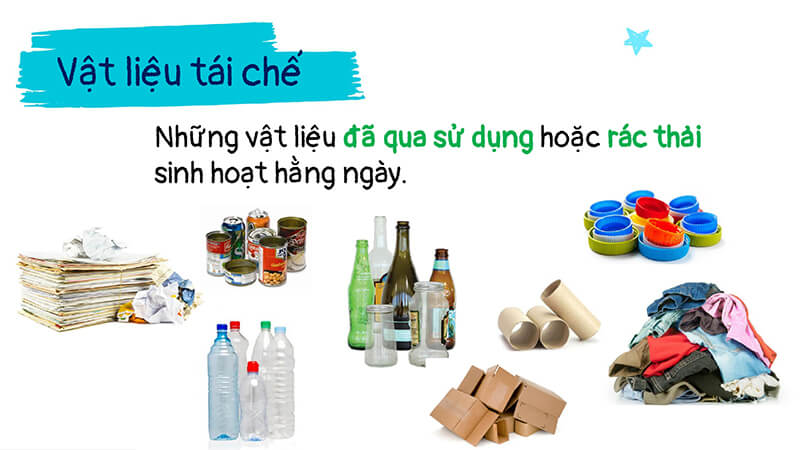 Vật liệu tái chế
Những vật liệu đã qua sử dụng hoặc rác thải
sinh hoạt hằng ngày.